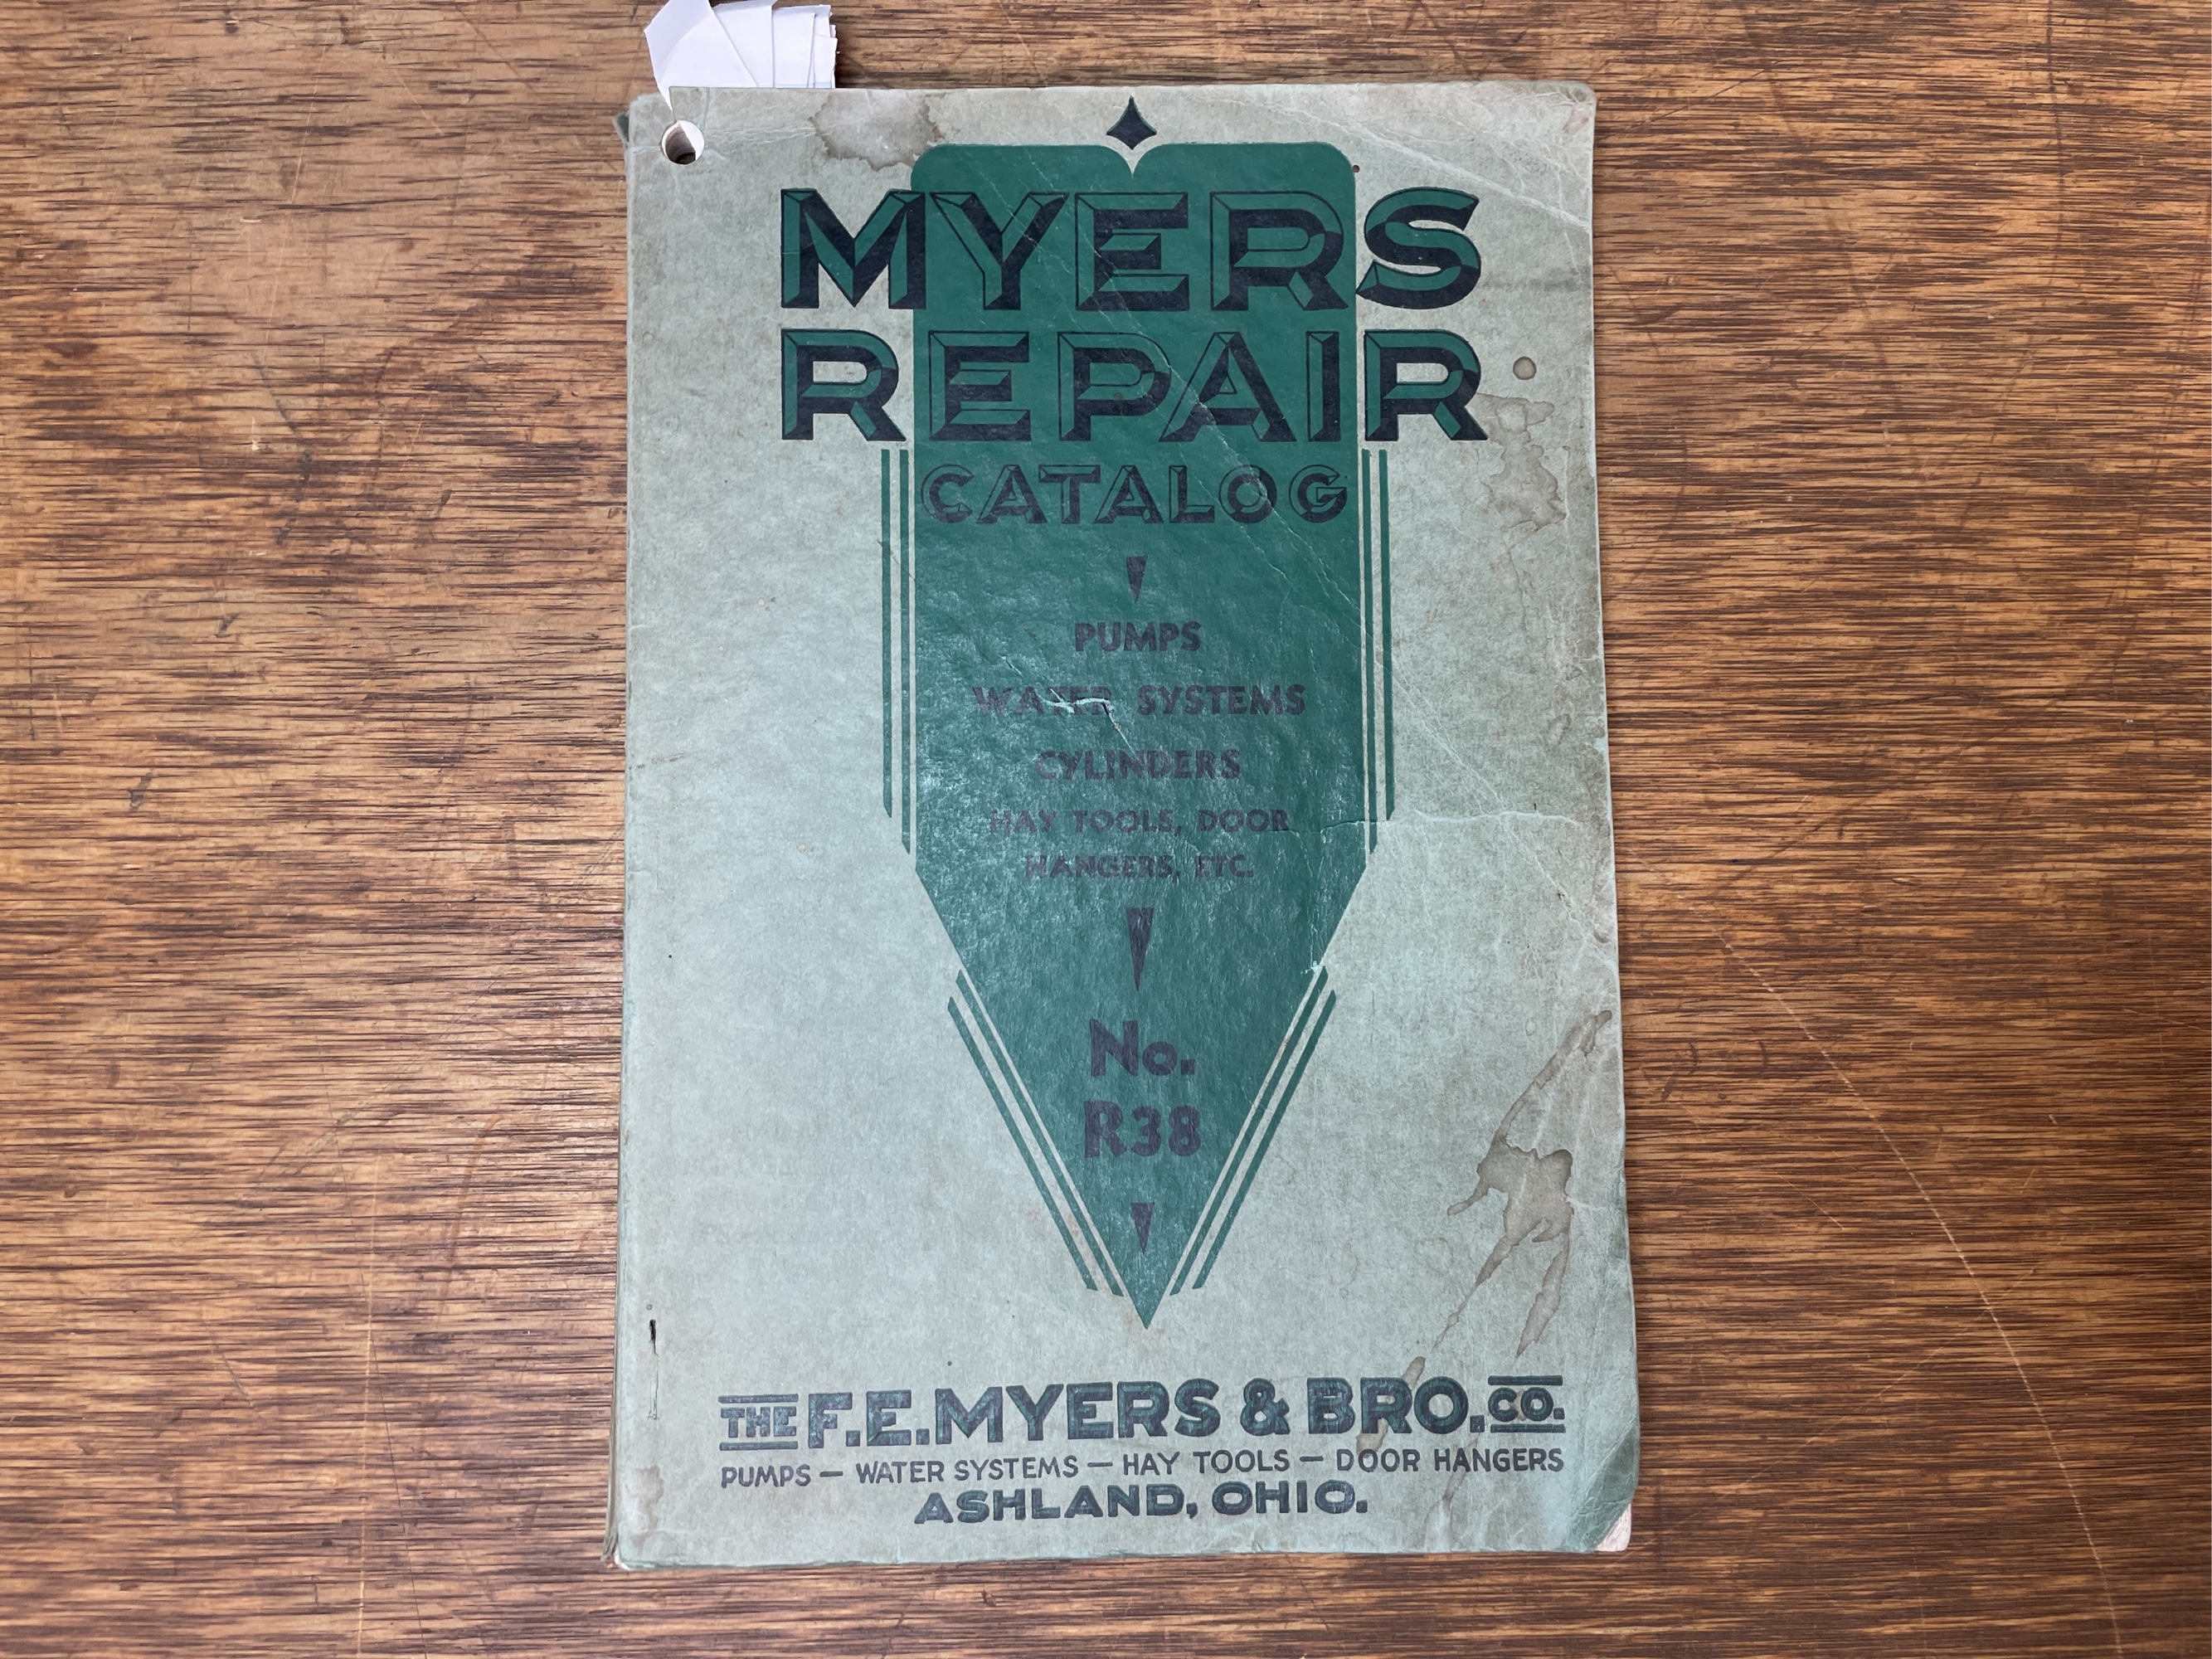 MYERS
REPAIR
CATALOG
PUMPS
WATER SYSTEMS
CYLINDERS
HAY TOOLS, DOOR
HANGERS, ETC.
No.
R38
THE F.E. MYERS & BRO. CO.
PUMPS — WATER SYSTEMS — HAY TOOLS — DOOR HANGERS
ASHLAND, OHIO.